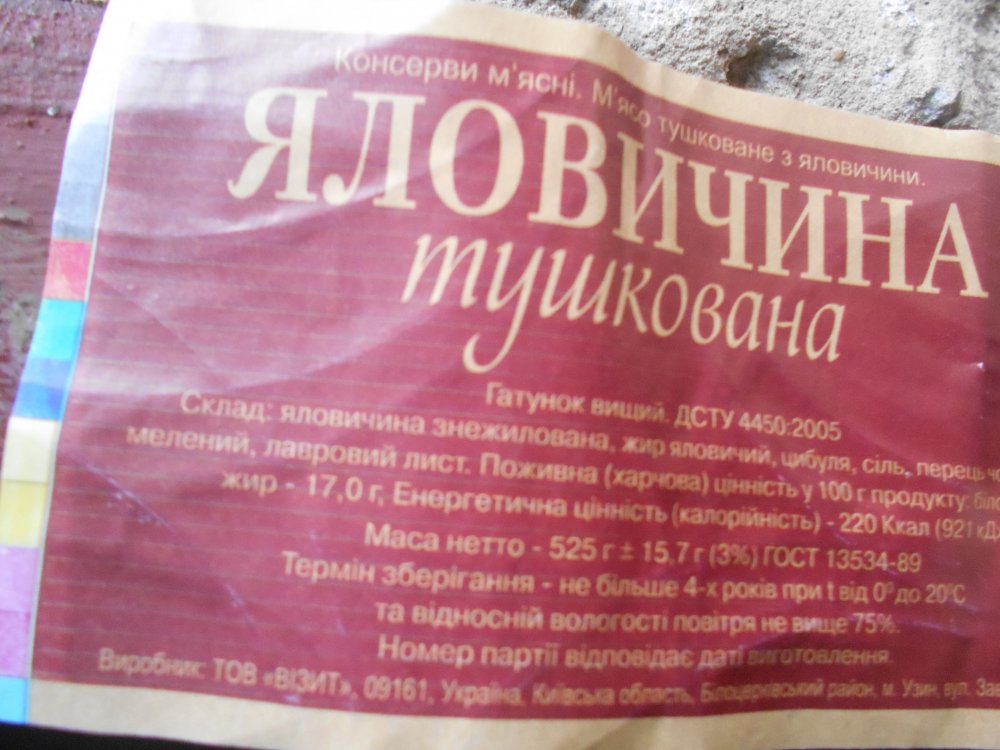 Консерви м'ясні. М'ясо тушковане з яловичини.
ЯЛОВИЧИНА
тушкована
Гатунок вищий. ДСТУ 4450:2005
Склад: яловичина знежилована, жир яловичий, цибуля, сіль, перець
мелений, лавровий лист. Поживна (харчова) цінність у 100 г продукту:
жир - 17,0 г, Енергетична цінність (калорійність) - 220 Ккал (921
Маса нетто - 525 г ± 15,7 г (3%) ГОСТ 13534-89
Термін зберігання - не більше 4-х років при t від 0° до 20°С
та відносній вологості повітря не вище 75%.
Номер партії відповідає даті виготовлення.
Виробник: ТОВ «ВІЗИТ», 09161, Україна, Київська область, Білоцерківський район, м. Узин, вул.